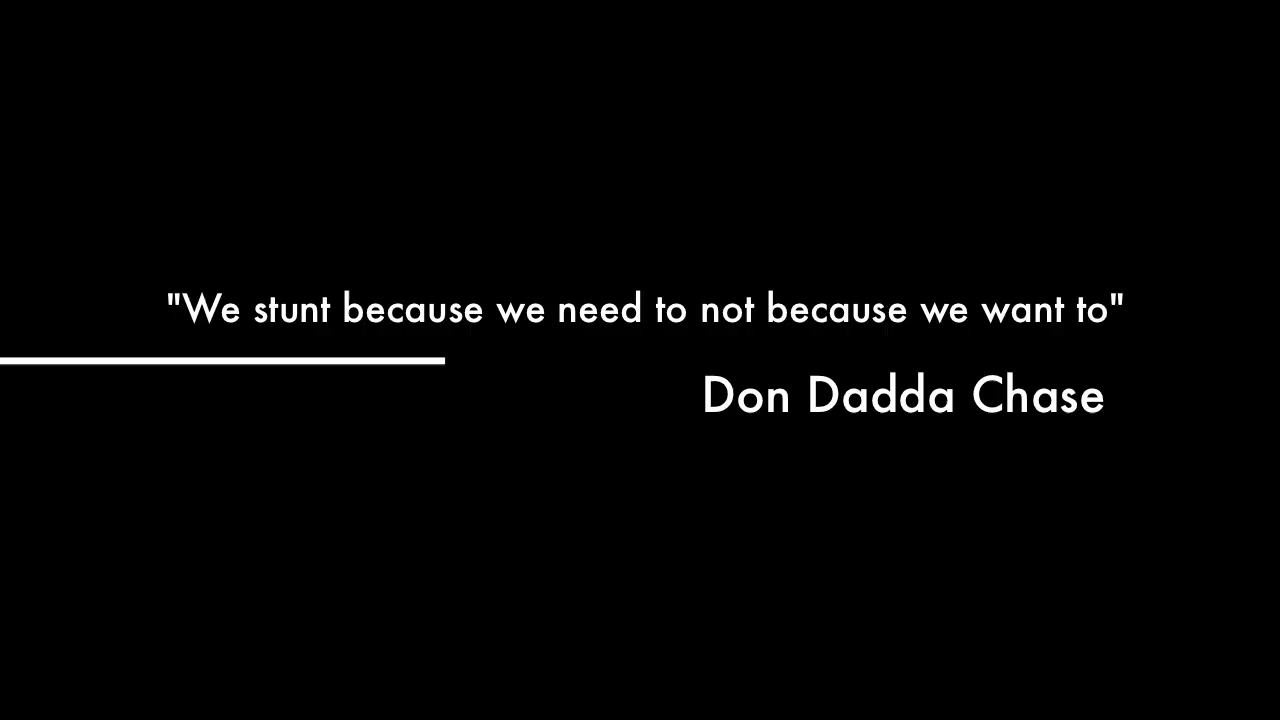 "We stunt because we need to not because we want to"
Don Dadda Chase